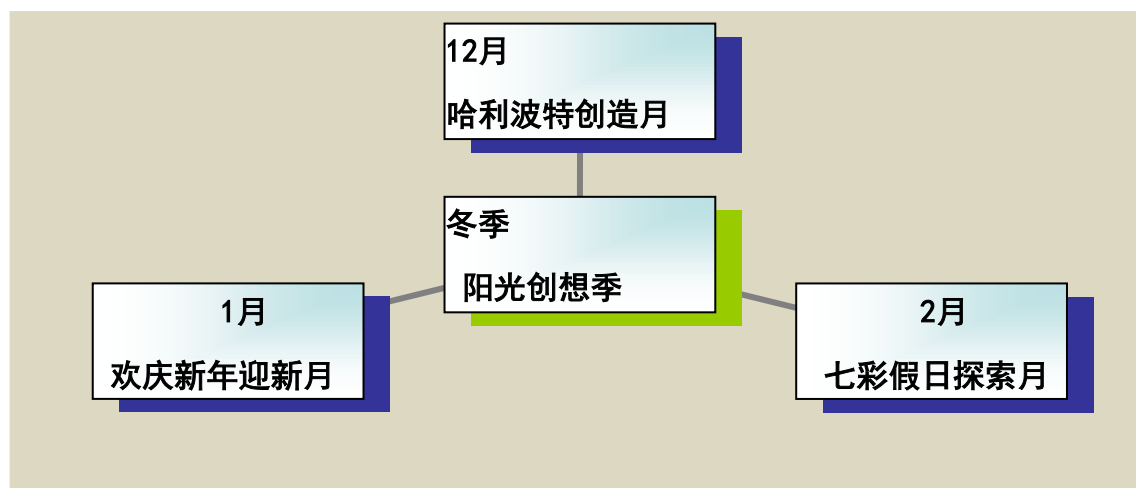 12月
哈利波特创造月
冬季
阳光创想季
1月
欢庆新年迎新月
2月
七彩假日探索月